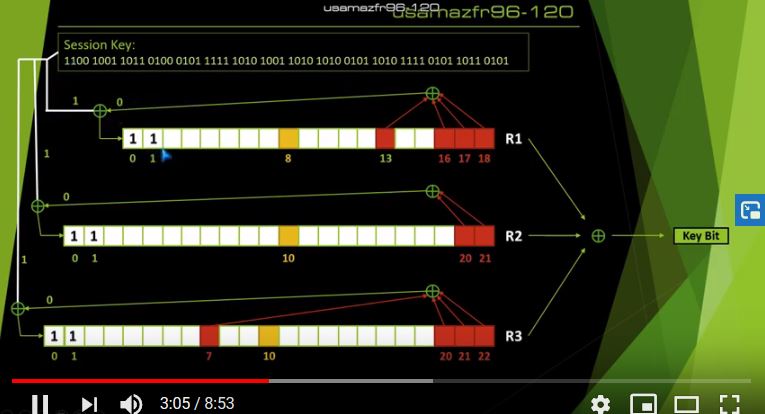 usamazfr96-120
usamazfr96-120
Session Key:
1100 1001 1011 0100 0101 1111 1010 1001 1010 1010 0101 1010 1111 0101 1011 0101
1 0
1 1 R1
0 1 8 13 16 17 18
1
0
1 1 R2 Key Bit
0 1 10 20 21
1
0
1 1 R3
0 1 7 10 20 21 22
3:05 / 8:53